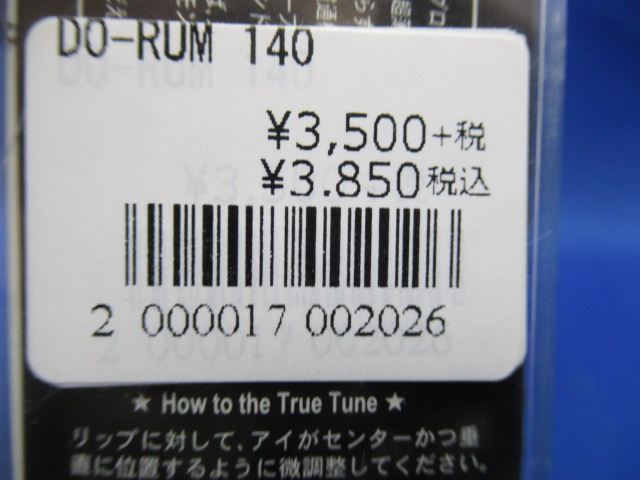 DO-RUM 140
¥3,500+税
¥3.850税込
2 000017 002026
★ How to the True Tune ★
リップに対して、アイがセンターかつ垂
直に位置するように微調整してください。